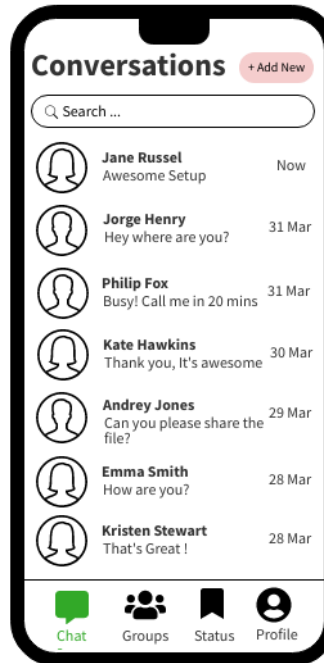 Conversations
+ Add New
Search ...
Jane Russel
Awesome Setup
Now
Jorge Henry
Hey where are you?
31 Mar
Philip Fox
Busy! Call me in 20 mins
31 Mar
Kate Hawkins
Thank you, It's awesome
30 Mar
Andrey Jones
Can you please share the
file?
29 Mar
Emma Smith
How are you?
28 Mar
Kristen Stewart
That's Great !
28 Mar
Chat
Groups
Status
Profile